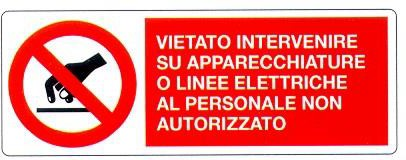 VIETATO INTERVENIRE
SU APPARECCHIATURE
O LINEE ELETTRICHE
AL PERSONALE NON
AUTORIZZATO